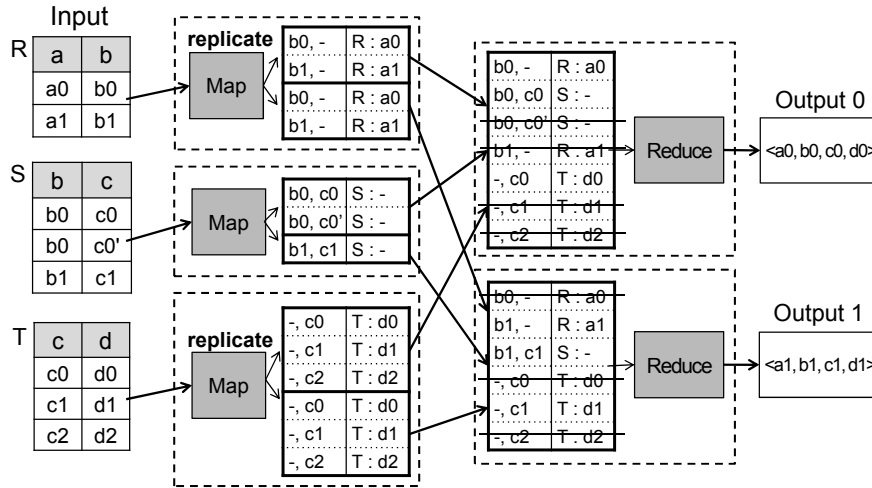 Input
R
a b
a0 b0
a1 b1
S
b c
b0 c0
b0 c0'
b1 c1
T
c d
c0 d0
c1 d1
c2 d2
replicate
Map
b0, - R : a0
b1, - R : a1
b0, - R : a0
b1, - R : a1
Map
b0, c0 S : -
b0, c0' S : -
b1, c1 S : -
replicate
Map
-, c0 T : d0
-, c1 T : d1
-, c2 T : d2
-, c0 T : d0
-, c1 T : d1
-, c2 T : d2
b0, - R : a0
b0, c0 S : -
b0, c0' S : -
b1, - R : a1
-, c0 T : d0
-, c1 T : d1
-, c2 T : d2
Reduce
Output 0
<a0, b0, c0, d0>
b0, - R : a0
b1, - R : a1
b1, c1 S : -
-, c0 T : d0
-, c1 T : d1
-, c2 T : d2
Reduce
Output 1
<a1, b1, c1, d1>